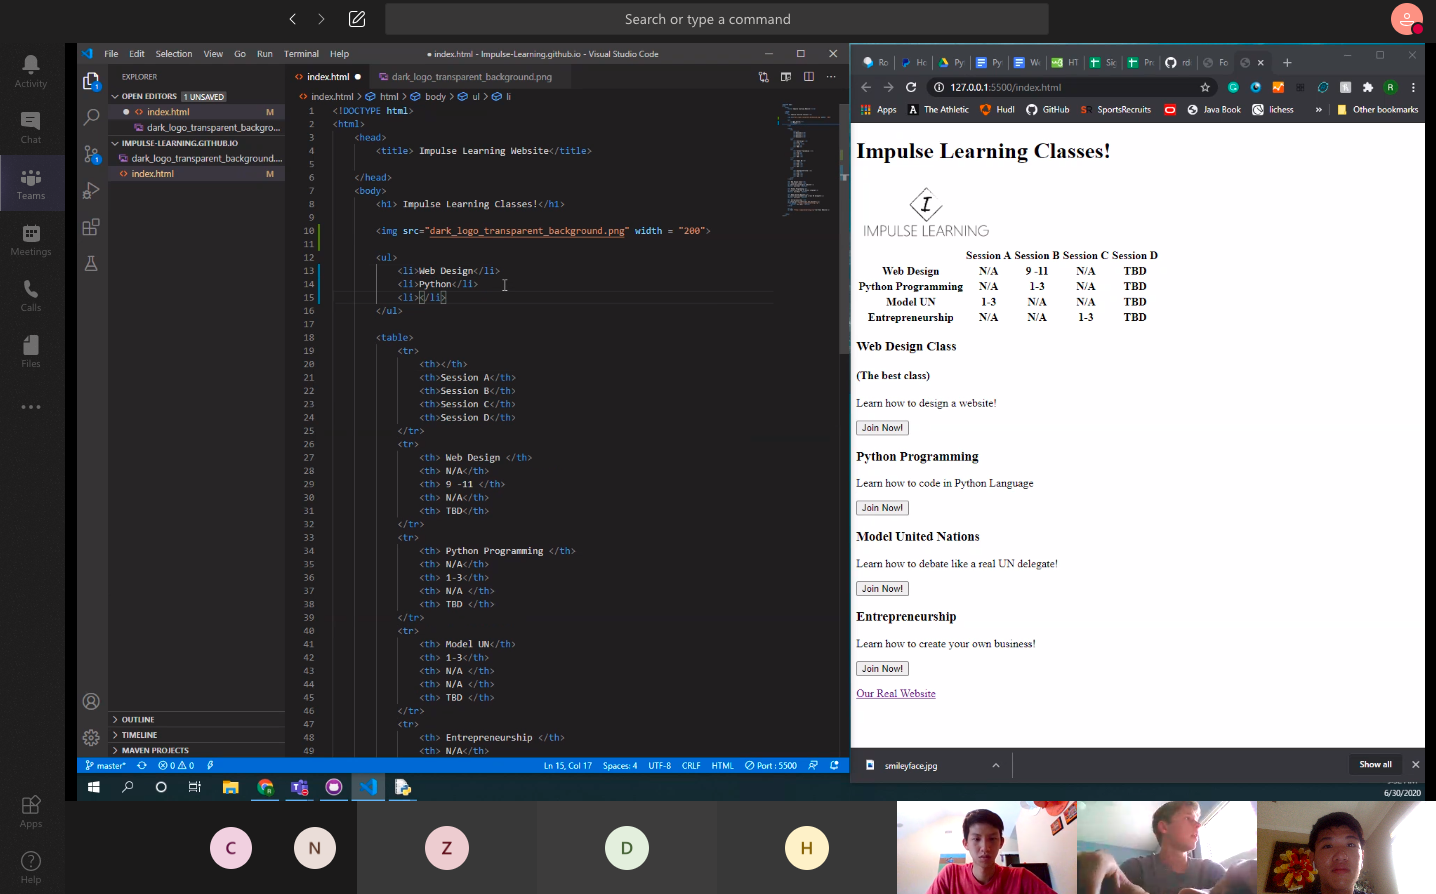 Search or type a command
Activity
Chat
Teams
Meetings
Calls
Files
Apps
Help
File Edit Selection View Go Run Terminal Help
● index.html - Impulse-Learning.github.io - Visual Studio Code
EXPLORER
OPEN EDITORS 1 UNSAVED
index.html M
dark_logo_transparent_backgro...
IMPULSE-LEARNING.GITHUB.IO
dark_logo_transparent_background.... M
index.html M
OUTLINE
TIMELINE
MAVEN PROJECTS
index.html ● dark_logo_transparent_background.png
index.html > html > body > ul > li
1 <!DOCTYPE html>
2 <html>
3 <head>
4 <title> Impulse Learning Website</title>
5
6 </head>
7 <body>
8 <h1> Impulse Learning Classes!</h1>
9
10 <img src="dark_logo_transparent_background.png" width = "200">
11
12 <ul>
13 <li>Web Design</li>
14 <li>Python</li>
15 <li></li>
16 </ul>
17
18 <table>
19 <tr>
20 <th></th>
21 <th>Session A</th>
22 <th>Session B</th>
23 <th>Session C</th>
24 <th>Session D</th>
25 </tr>
26 <tr>
27 <th> Web Design </th>
28 <th> N/A</th>
29 <th> 9 -11 </th>
30 <th> N/A</th>
31 <th> TBD</th>
32 </tr>
33 <tr>
34 <th> Python Programming </th>
35 <th> N/A</th>
36 <th> 1-3</th>
37 <th> N/A </th>
38 <th> TBD </th>
39 </tr>
40 <tr>
41 <th> Model UN</th>
42 <th> 1-3</th>
43 <th> N/A </th>
44 <th> N/A </th>
45 <th> TBD </th>
46 </tr>
47 <tr>
48 <th> Entrepreneurship </th>
49 <th> N/A</th>
master* 0 0 Ln 15, Col 17 Spaces: 4 UTF-8 CRLF HTML Port : 5500
127.0.0.1:5500/index.html
R
Apps The Athletic Hudl GitHub SportsRecruits Java Book lichess » Other bookmarks
Impulse Learning Classes!
I
IMPULSE LEARNING
Session A Session B Session C Session D
Web Design N/A 9 -11 N/A TBD
Python Programming N/A 1-3 N/A TBD
Model UN 1-3 N/A N/A TBD
Entrepreneurship N/A N/A 1-3 TBD
Web Design Class
(The best class)
Learn how to design a website!
Join Now!
Python Programming
Learn how to code in Python Language
Join Now!
Model United Nations
Learn how to debate like a real UN delegate!
Join Now!
Entrepreneurship
Learn how to create your own business!
Join Now!
Our Real Website
smileyface.jpg
Show all
6/30/2020
C N Z D H